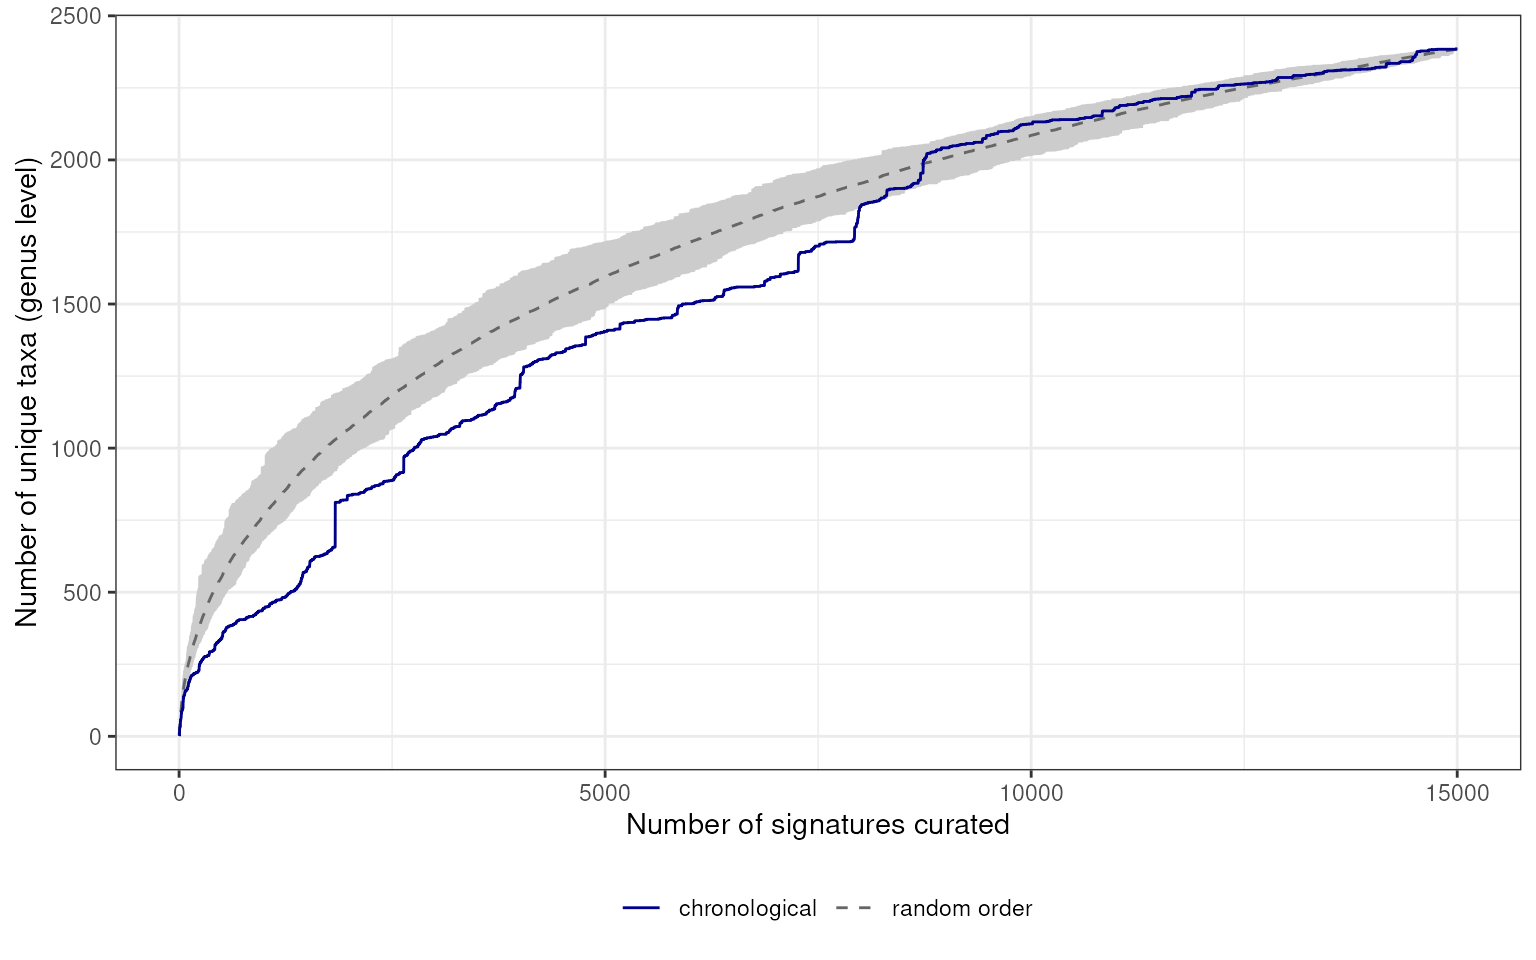 Number of unique taxa (genus level)
2500
2000
1500
1000
500
0
0 5000 10000 15000
Number of signatures curated
chronological random order